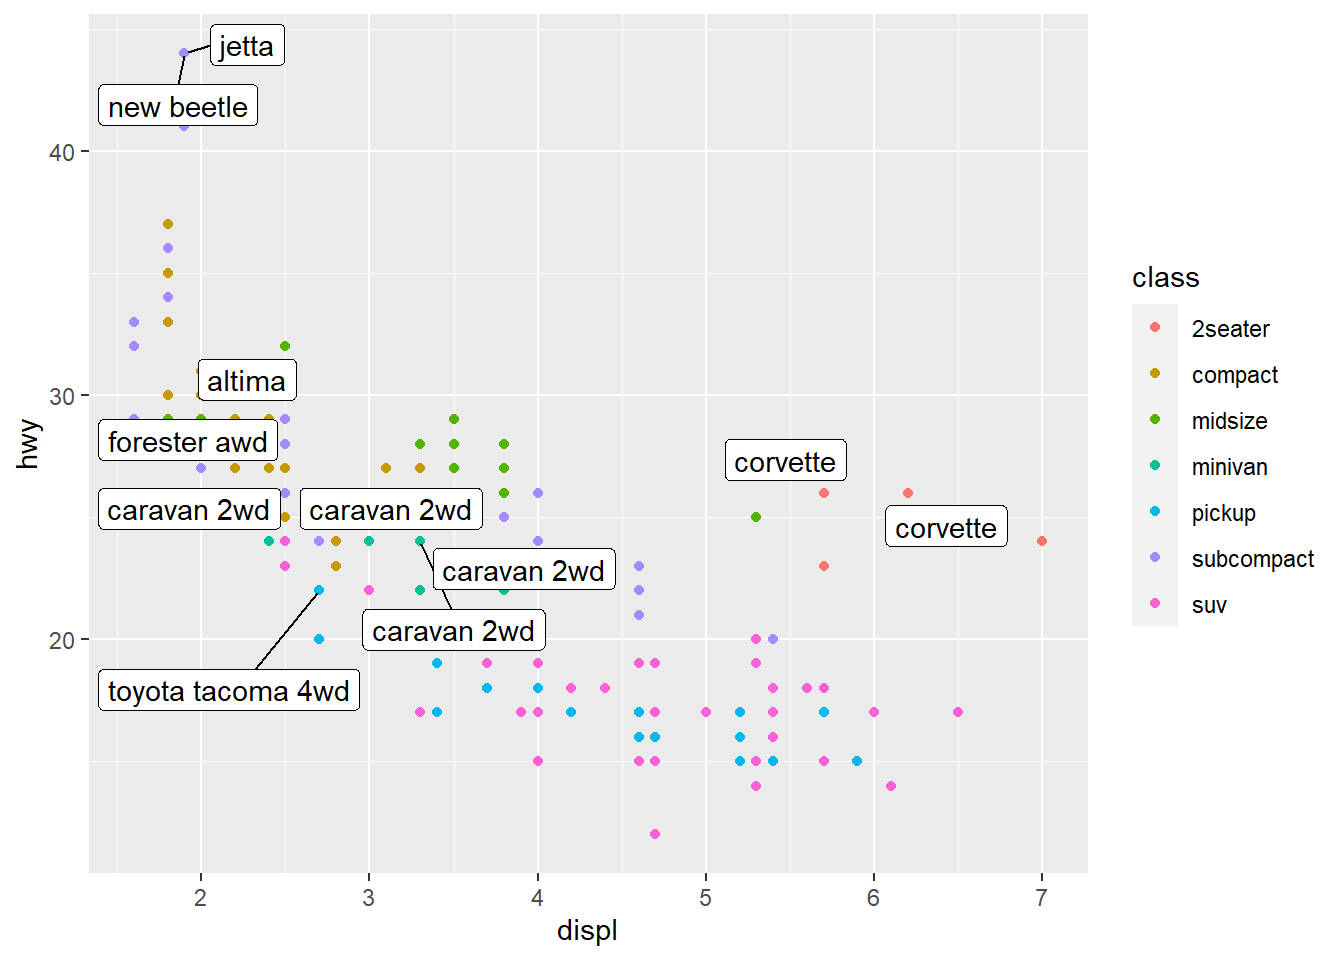 jetta
new beetle
40
altima
30
forester awd
hwy
corvette
caravan 2wd
caravan 2wd
corvette
caravan 2wd
caravan 2wd
20
toyota tacoma 4wd
2
3
4
5
6
7
displ
class
2seater
compact
midsize
minivan
pickup
subcompact
suv